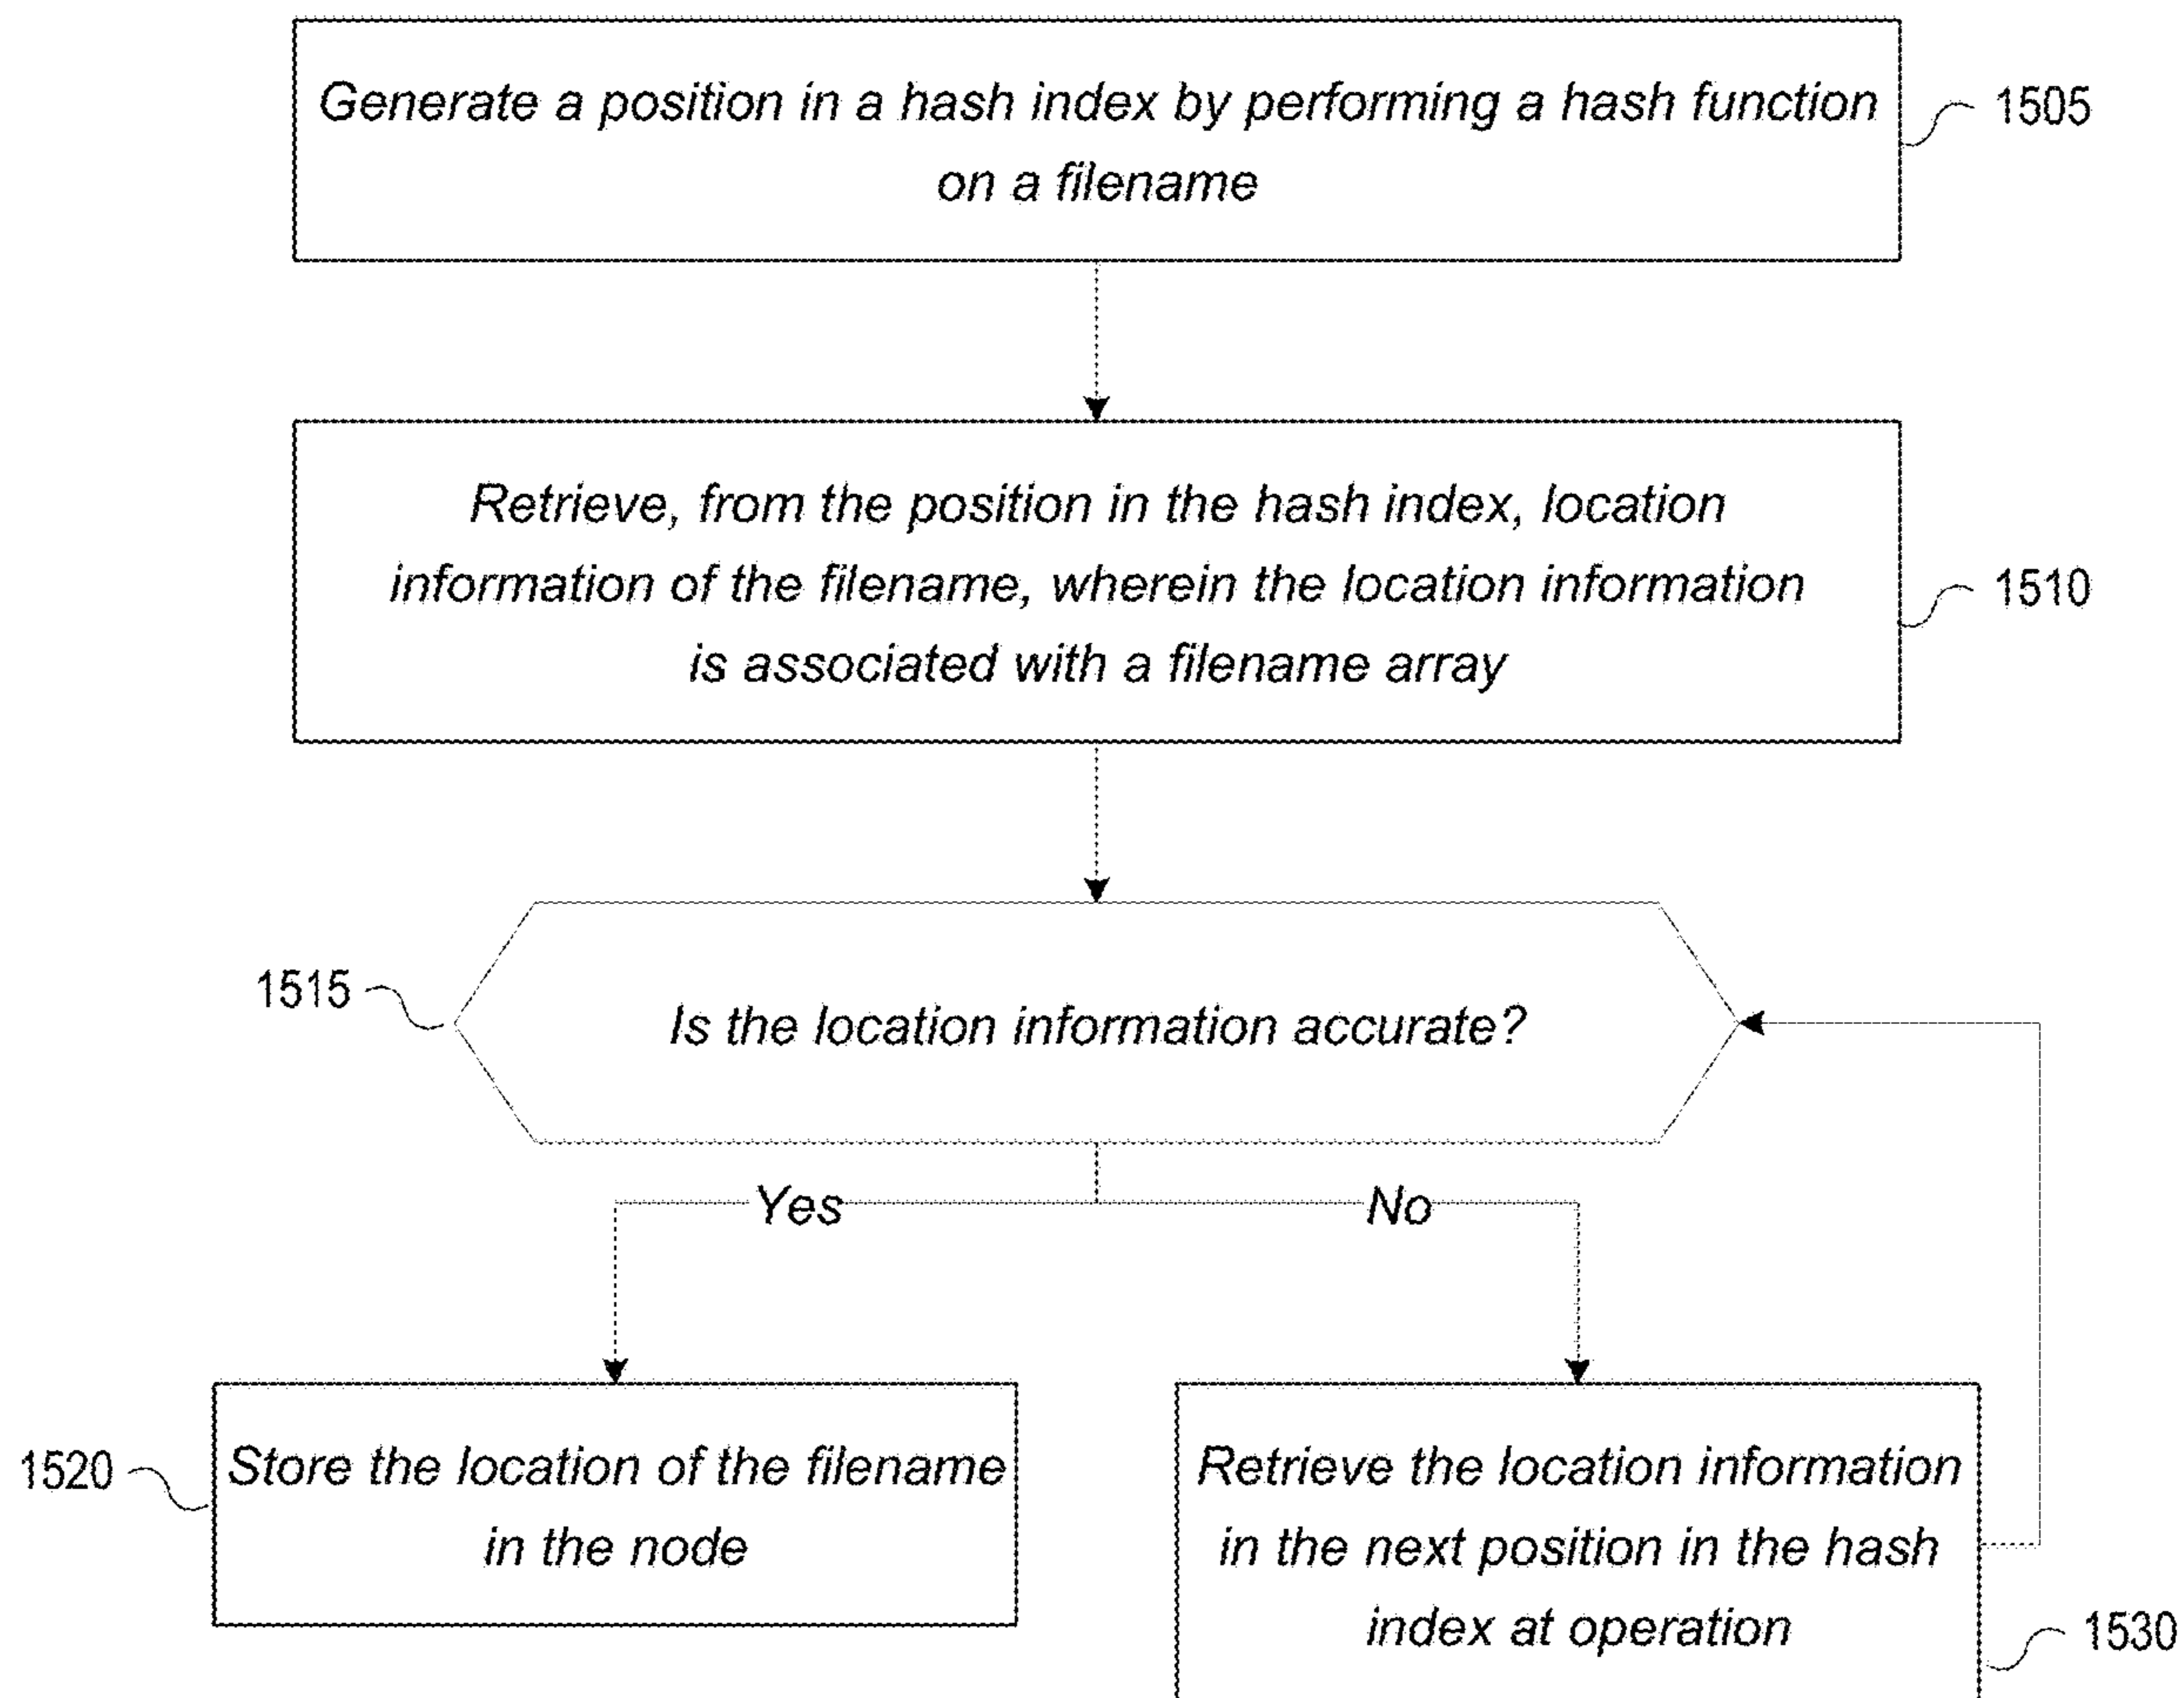 Generate a position in a hash index by performing a hash function
on a filename
1505
Retrieve, from the position in the hash index, location
information of the filename, wherein the location information
is associated with a filename array
1510
1515
Is the location information accurate?
Yes
No
1520
Store the location of the filename
in the node
Retrieve the location information
in the next position in the hash
index at operation
1530